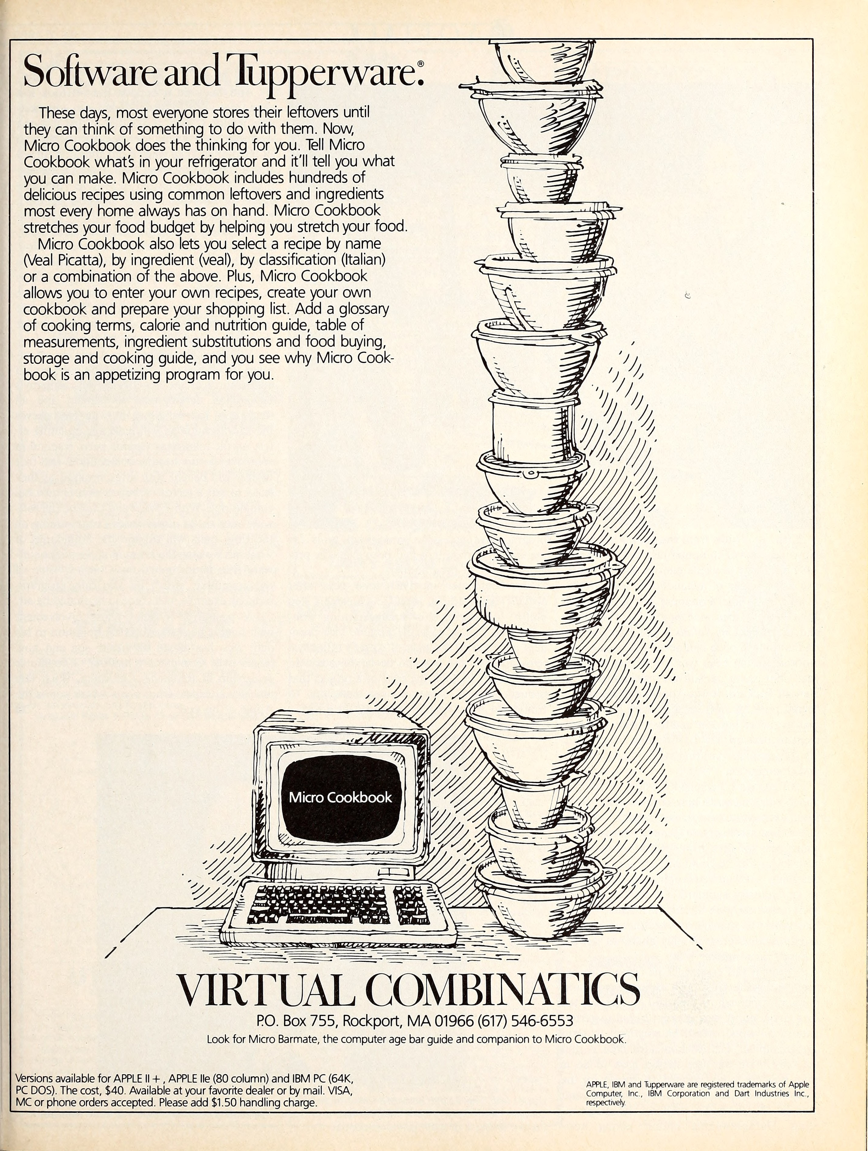 Software and Tupperware.®
These days, most everyone stores their leftovers until
they can think of something to do with them. Now,
Micro Cookbook does the thinking for you. Tell Micro
Cookbook what's in your refrigerator and it'll tell you what
you can make. Micro Cookbook includes hundreds of
delicious recipes using common leftovers and ingredients
most every home always has on hand. Micro Cookbook
stretches your food budget by helping you stretch your food.
Micro Cookbook also lets you select a recipe by name
(Veal Picatta), by ingredient (veal), by classification (Italian)
or a combination of the above. Plus, Micro Cookbook
allows you to enter your own recipes, create your own
cookbook and prepare your shopping list. Add a glossary
of cooking terms, calorie and nutrition guide, table of
measurements, ingredient substitutions and food buying,
storage and cooking guide, and you see why Micro Cook-
book is an appetizing program for you.
Micro Cookbook
VIRTUAL COMBINATICS
P.O. Box 755, Rockport, MA 01966 (617) 546-6553
Look for Micro Barmate, the computer age bar guide and companion to Micro Cookbook.
Versions available for APPLE II +, APPLE IIe (80 column) and IBM PC (64K,
PC DOS). The cost, $40. Available at your favorite dealer or by mail. VISA,
MC or phone orders accepted. Please add $1.50 handling charge.
APPLE, IBM and Tupperware are registered trademarks of Apple
Computer, Inc., IBM Corporation and Dart Industries Inc.,
respectively.